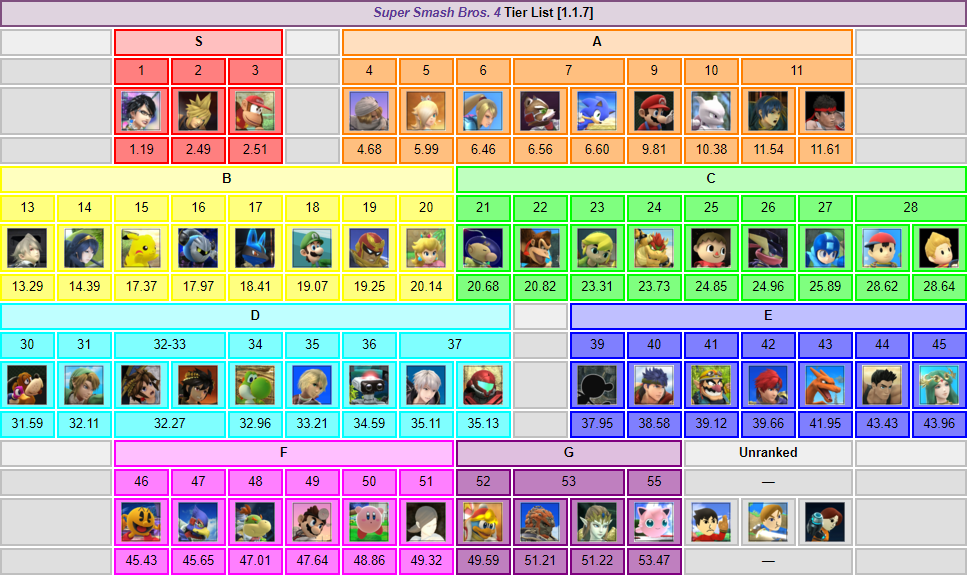 Super Smash Bros. 4 Tier List [1.1.7]
S A
1 2 3 4 5 6 7 9 10 11
1.19 2.49 2.51 4.68 5.99 6.46 6.56 6.60 9.81 10.38 11.54 11.61
B C
13 14 15 16 17 18 19 20 21 22 23 24 25 26 27 28
13.29 14.39 17.37 17.97 18.41 19.07 19.25 20.14 20.68 20.82 23.31 23.73 24.85 24.96 25.89 28.62 28.64
D E
30 31 32-33 34 35 36 37 39 40 41 42 43 44 45
31.59 32.11 32.27 32.96 33.21 34.59 35.11 35.13 37.95 38.58 39.12 39.66 41.95 43.43 43.96
F G Unranked
46 47 48 49 50 51 52 53 55 —
45.43 45.65 47.01 47.64 48.86 49.32 49.59 51.21 51.22 53.47 —